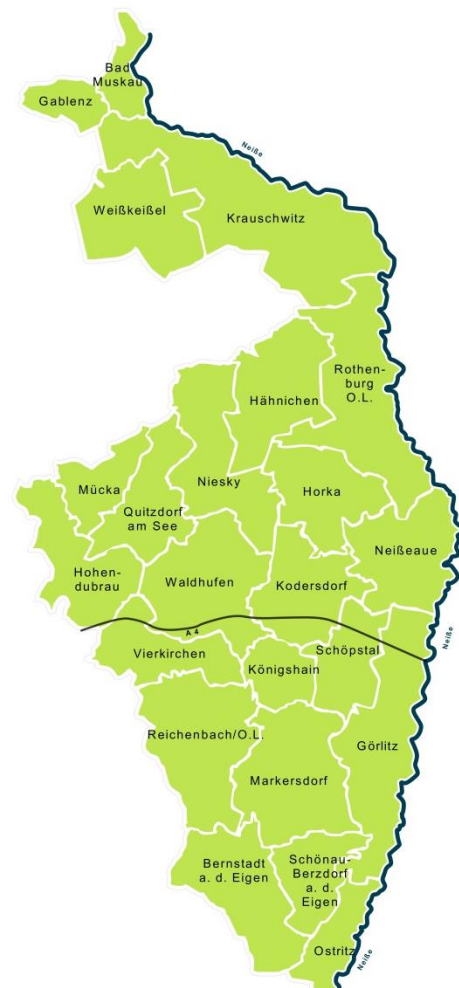 Bad
Muskau
Gablenz
Neiße
Weißkeißel
Krauschwitz
Rothen-
burg
O.L.
Hähnichen
Niesky
Mücka
Horka
Quitzdorf
am See
Neißeaue
Hohen-
dubrau
Waldhufen
Kodersdorf
A 4
Neiße
Vierkirchen
Schöpstal
Königshain
Reichenbach/O.L.
Görlitz
Markersdorf
Bernstadt
a. d. Eigen
Schönau-
Berzdorf
a. d.
Eigen
Ostritz
Neiße